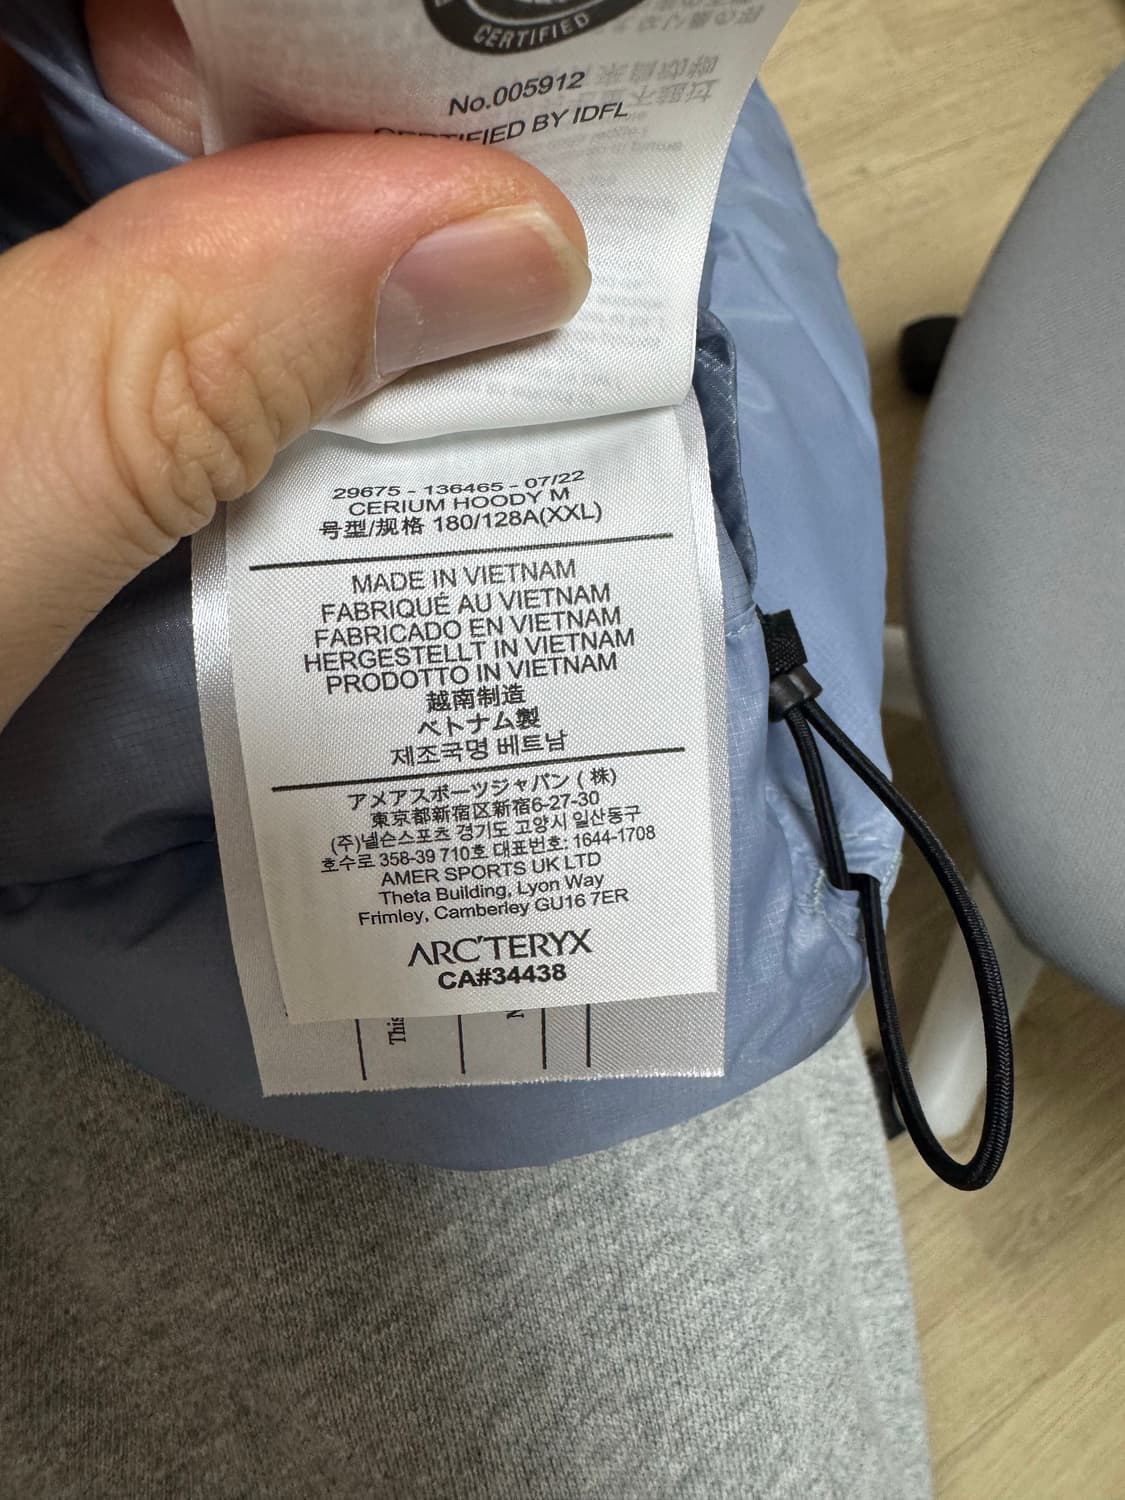 CERTIFIED
No.005912
CERTIFIED BY IDFL
29675 - 136465 - 07/22
CERIUM HOODY M
号型/规格 180/128A(XXL)
MADE IN VIETNAM
FABRIQUÉ AU VIETNAM
FABRICADO EN VIETNAM
HERGESTELLT IN VIETNAM
PRODOTTO IN VIETNAM
越南制造
ベトナム製
제조국명 베트남
アメアスポーツジャパン (株)
東京都新宿区新宿6-27-30
(주)넬슨스포츠 경기도 고양시 일산동구
호수로 358-39 710호 대표번호: 1644-1708
AMER SPORTS UK LTD
Theta Building, Lyon Way
Frimley, Camberley GU16 7ER
ARC'TERYX
CA#34438
This